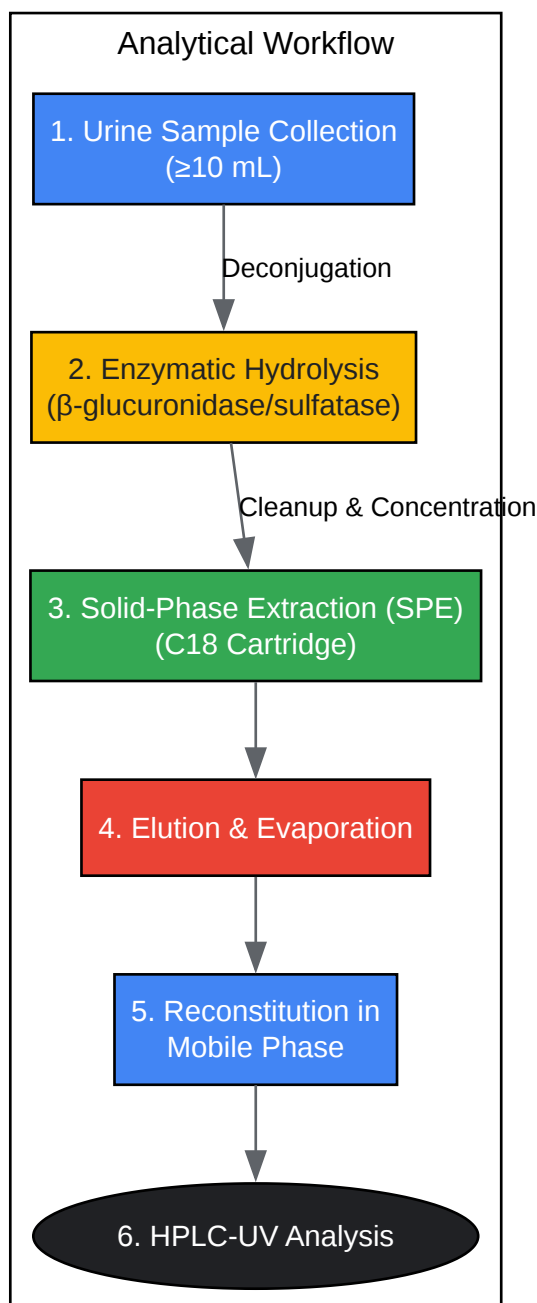 Analytical Workflow
1. Urine Sample Collection
(≥10 mL)
Deconjugation
2. Enzymatic Hydrolysis
(β-glucuronidase/sulfatase)
Cleanup & Concentration
3. Solid-Phase Extraction (SPE)
(C18 Cartridge)
4. Elution & Evaporation
5. Reconstitution in
Mobile Phase
6. HPLC-UV Analysis